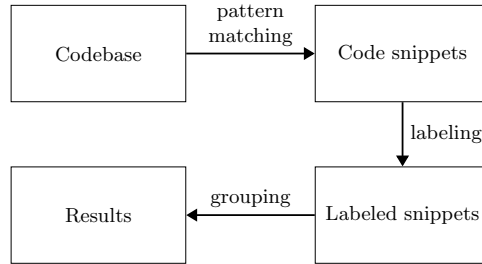 pattern
matching
Codebase
Code snippets
labeling
grouping
Results
Labeled snippets